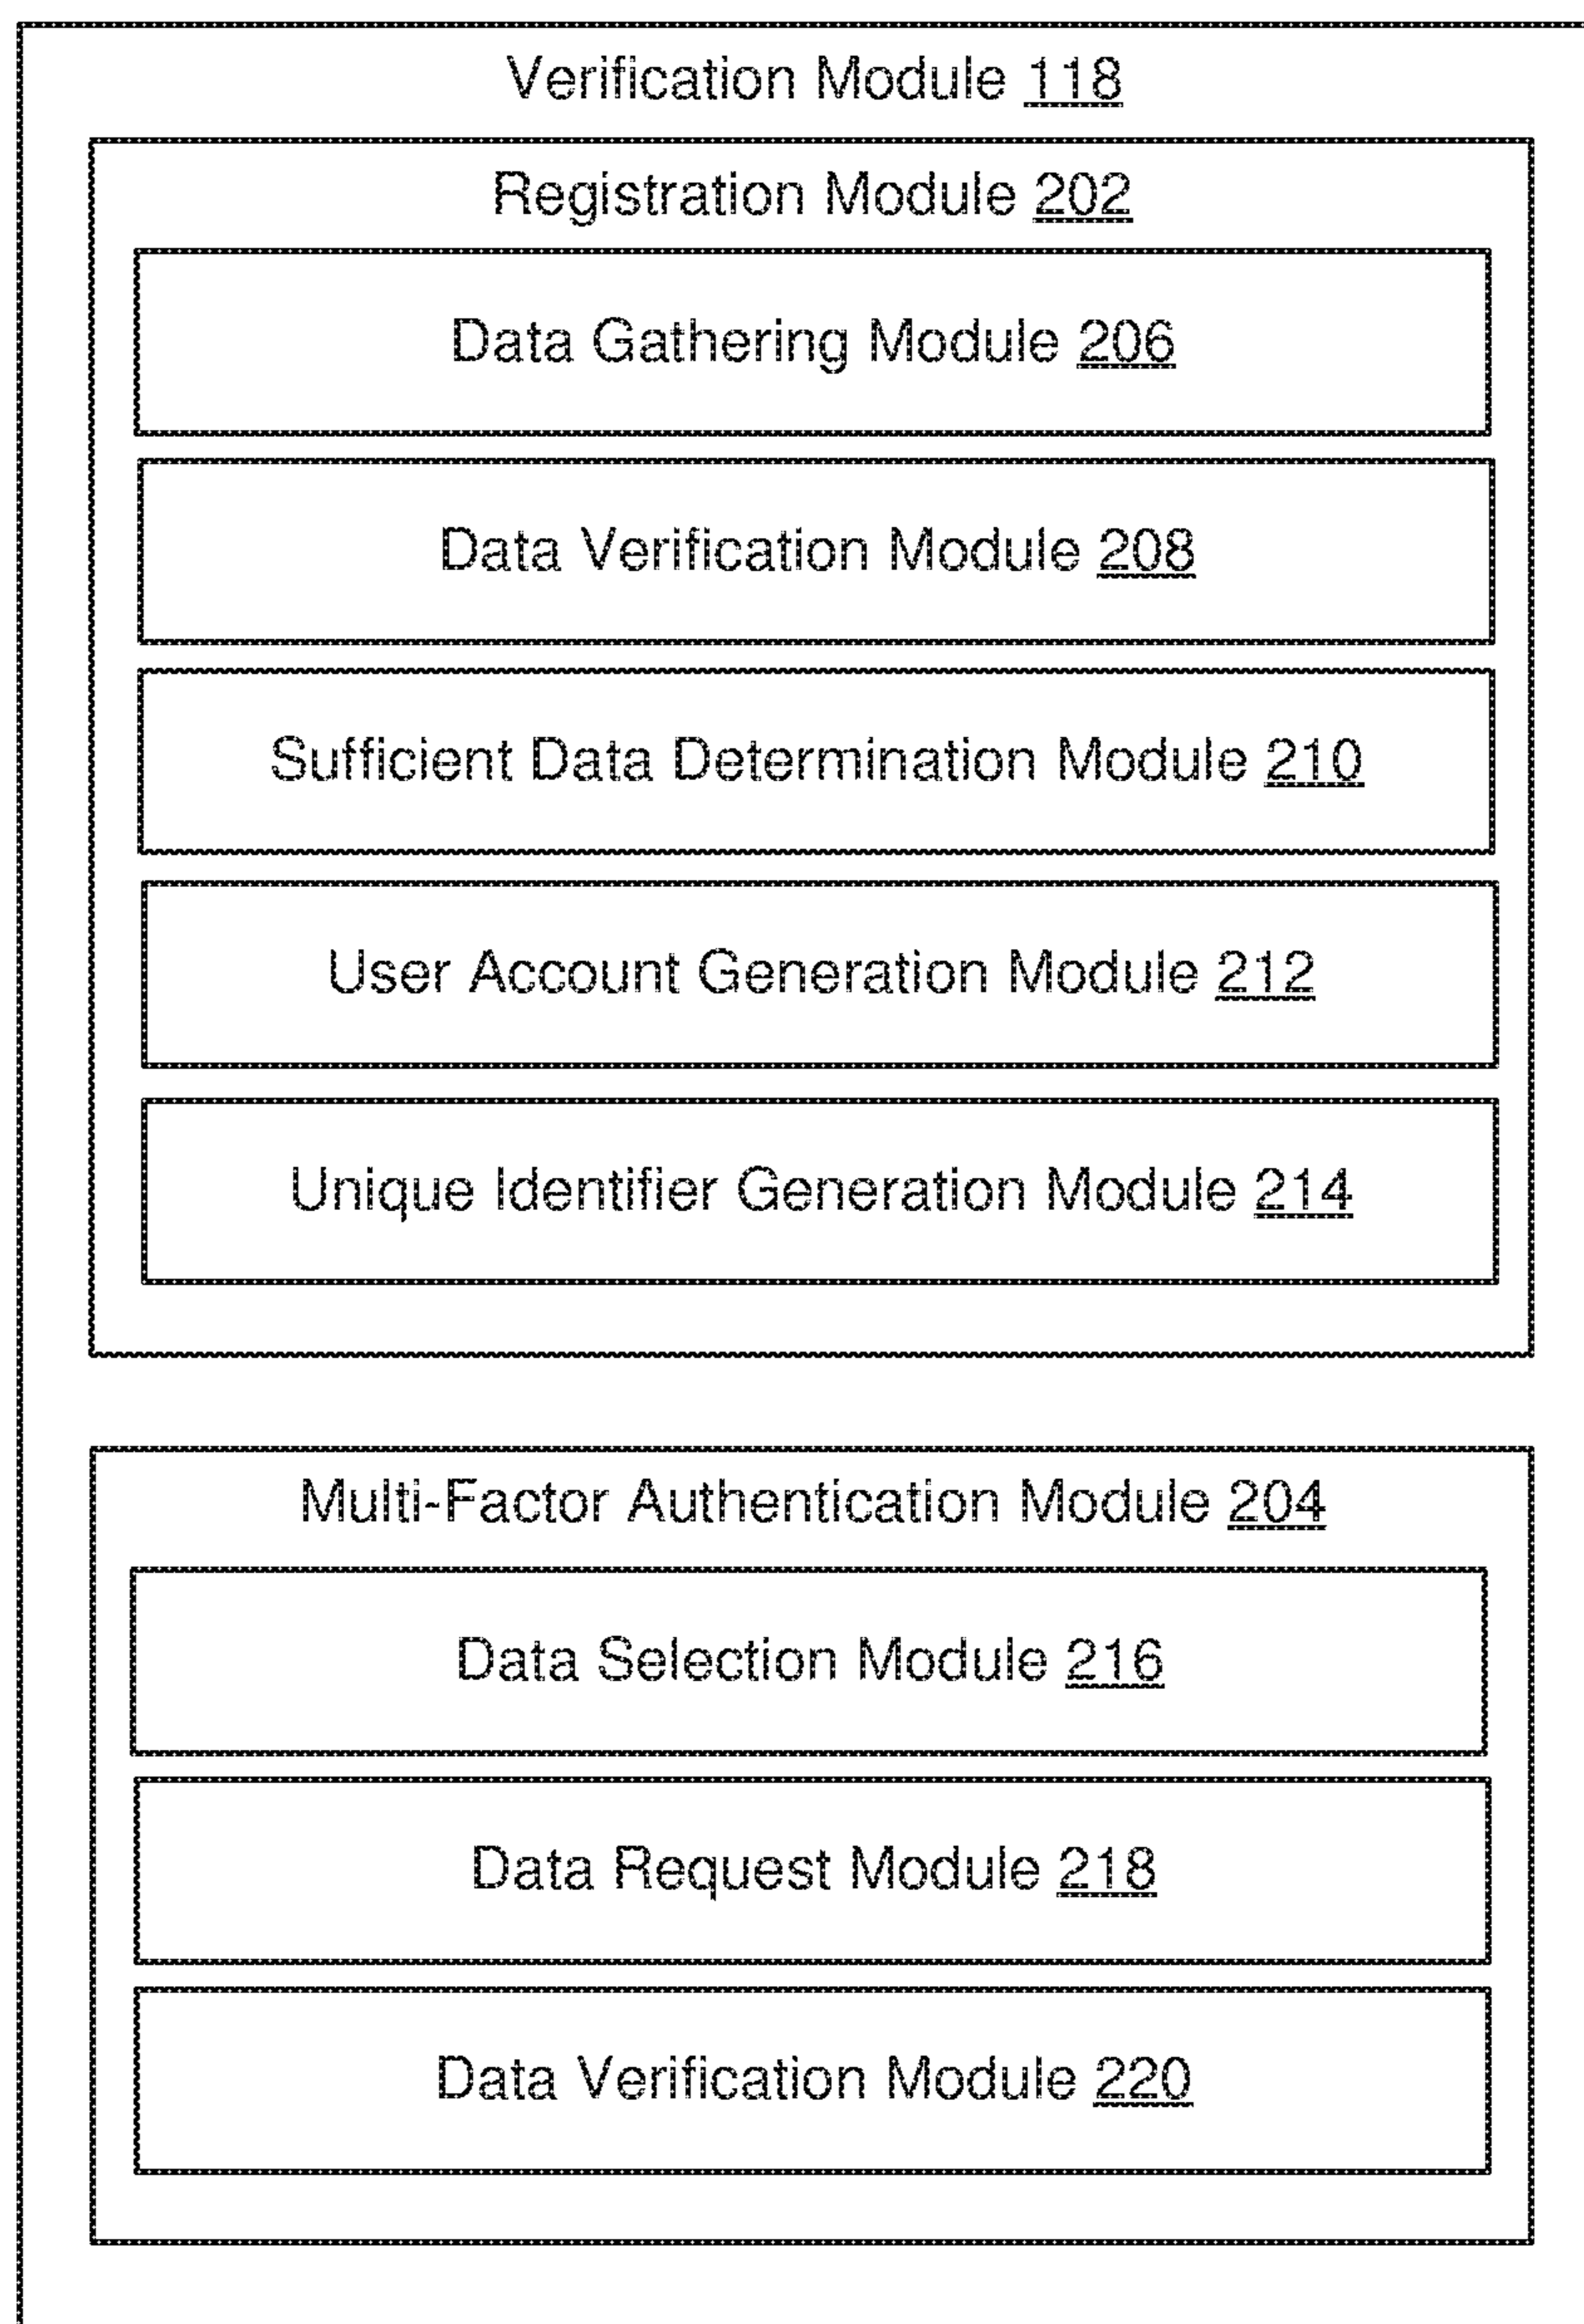 Verification Module 118
Registration Module 202
Data Gathering Module 206
Data Verification Module 208
Sufficient Data Determination Module 210
User Account Generation Module 212
Unique Identifier Generation Module 214
Multi-Factor Authentication Module 204
Data Selection Module 216
Data Request Module 218
Data Verification Module 220